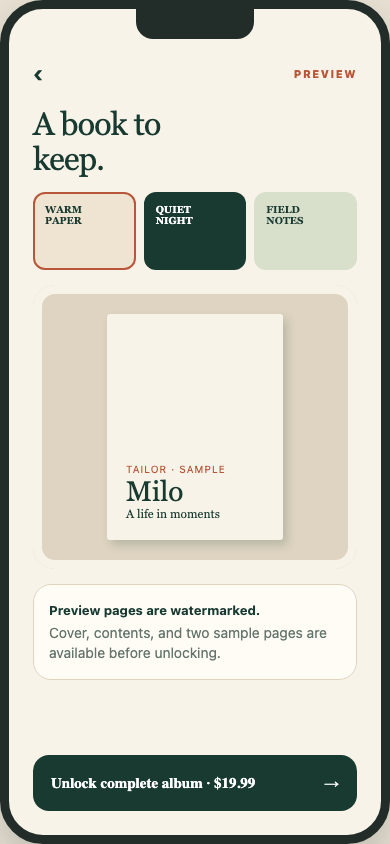 PREVIEW
A book to
keep.
WARM
PAPER
QUIET
NIGHT
FIELD
NOTES
TAILOR · SAMPLE
Milo
A life in moments
Preview pages are watermarked.
Cover, contents, and two sample pages are
available before unlocking.
Unlock complete album · $19.99 →